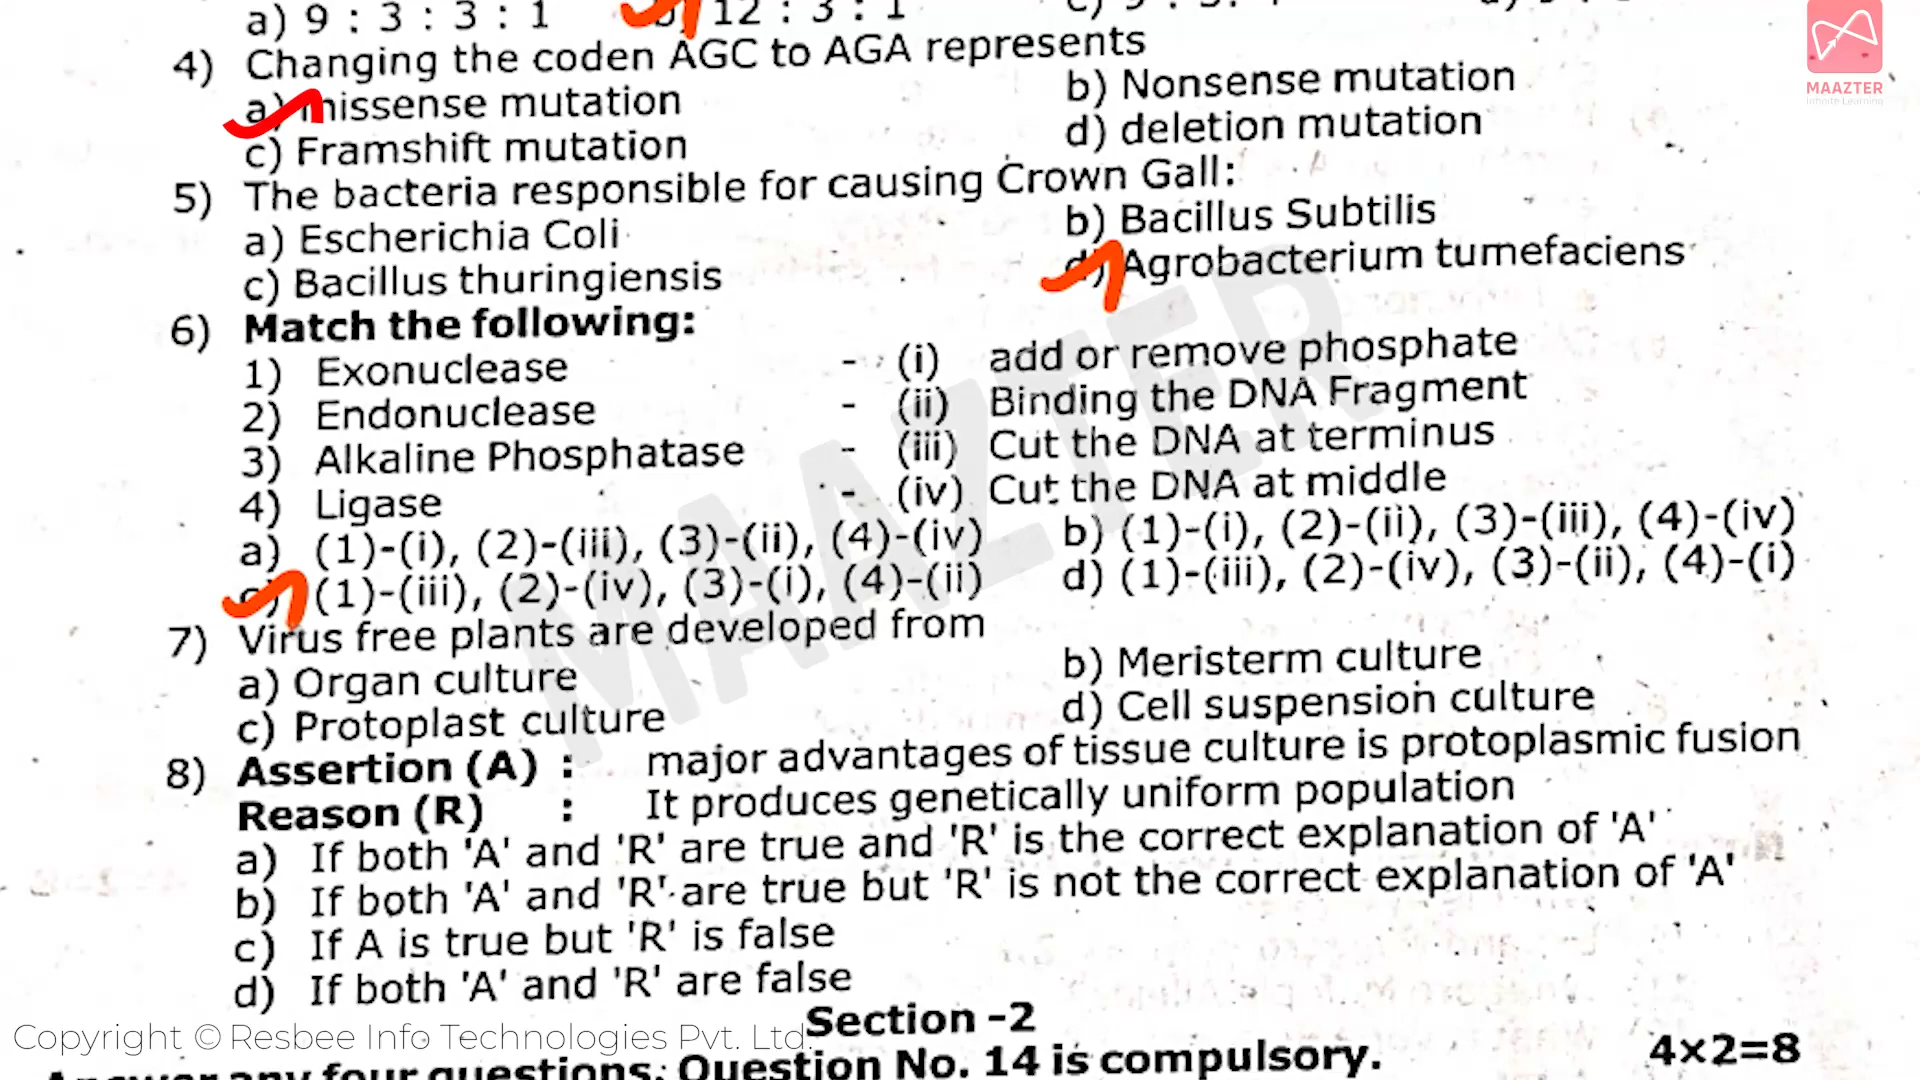 a) 9 : 3 : 3 : 1 b) 12 : 3 : 1
4) Changing the coden AGC to AGA represents
a) missense mutation b) Nonsense mutation
c) Framshift mutation d) deletion mutation
5) The bacteria responsible for causing Crown Gall:
a) Escherichia Coli b) Bacillus Subtilis
c) Bacillus thuringiensis d) Agrobacterium tumefaciens
6) Match the following:
1) Exonuclease - (i) add or remove phosphate
2) Endonuclease - (ii) Binding the DNA Fragment
3) Alkaline Phosphatase - (iii) Cut the DNA at terminus
4) Ligase - (iv) Cut the DNA at middle
a) (1)-(i), (2)-(iii), (3)-(ii), (4)-(iv) b) (1)-(i), (2)-(ii), (3)-(iii), (4)-(iv)
c) (1)-(iii), (2)-(iv), (3)-(i), (4)-(ii) d) (1)-(iii), (2)-(iv), (3)-(ii), (4)-(i)
7) Virus free plants are developed from
a) Organ culture b) Meristerm culture
c) Protoplast culture d) Cell suspension culture
8) Assertion (A) : major advantages of tissue culture is protoplasmic fusion
Reason (R) : It produces genetically uniform population
a) If both 'A' and 'R' are true and 'R' is the correct explanation of 'A'
b) If both 'A' and 'R' are true but 'R' is not the correct explanation of 'A'
c) If A is true but 'R' is false
d) If both 'A' and 'R' are false
Section -2
Answer any four questions. Question No. 14 is compulsory. 4x2=8
MAAZTER
Infinite Learning
MAAZTER
Copyright © Resbee Info Technologies Pvt. Ltd.